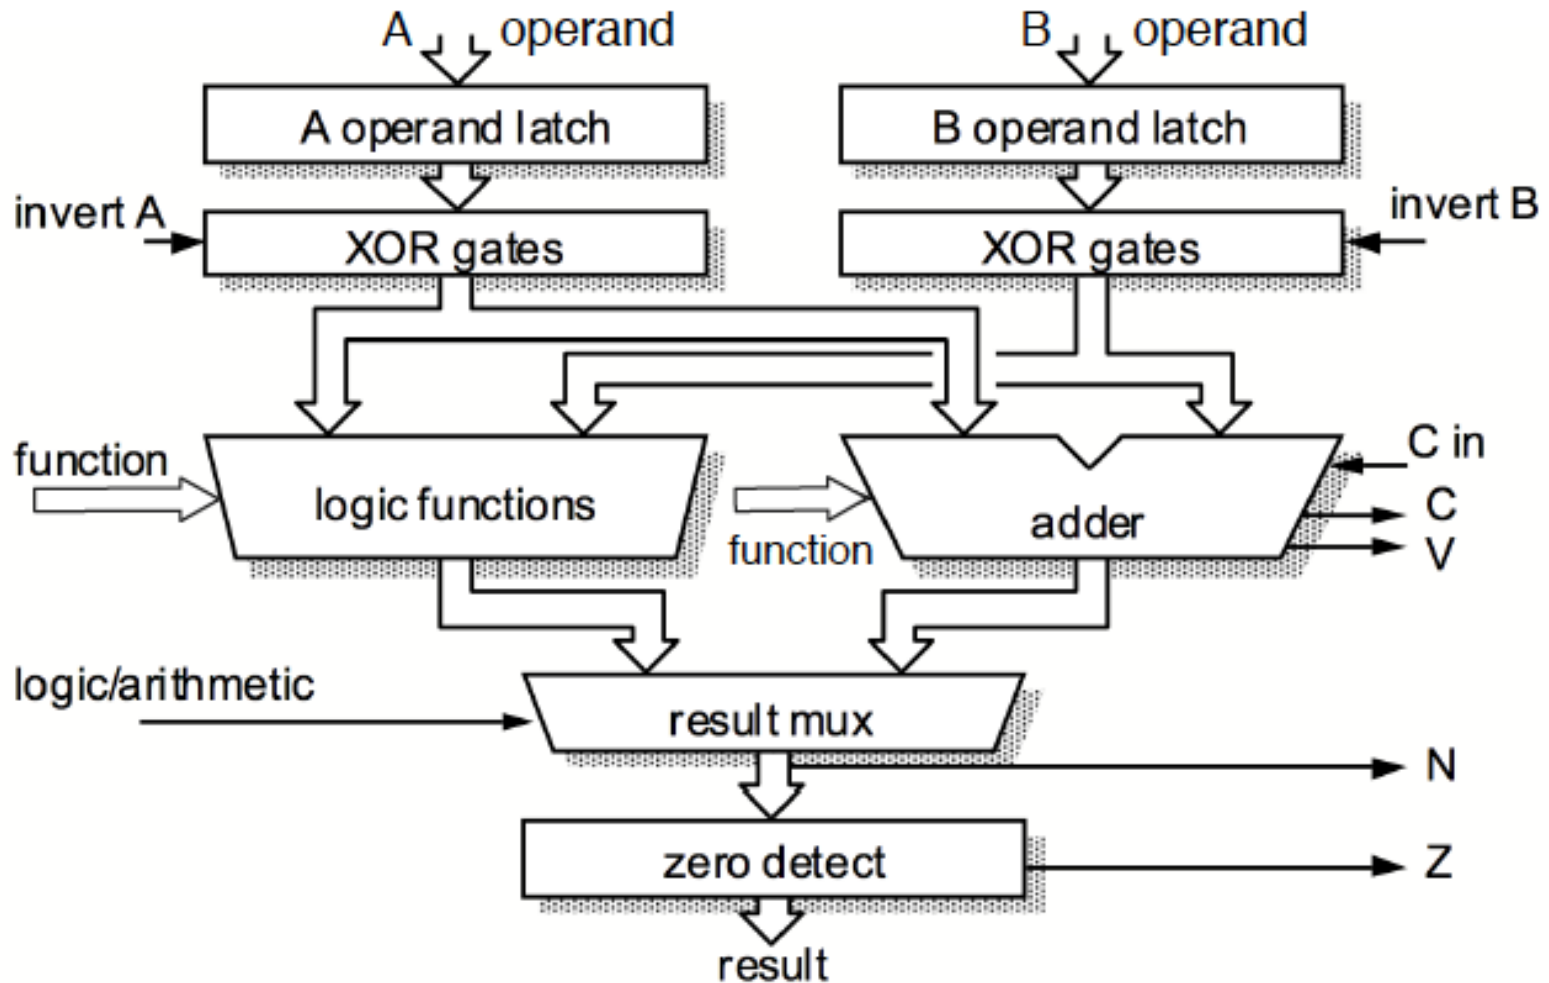 A operand
B operand
A operand latch
B operand latch
invert A
invert B
XOR gates
XOR gates
function
C in
logic functions
C
adder
function
V
logic/arithmetic
result mux
N
zero detect
Z
result